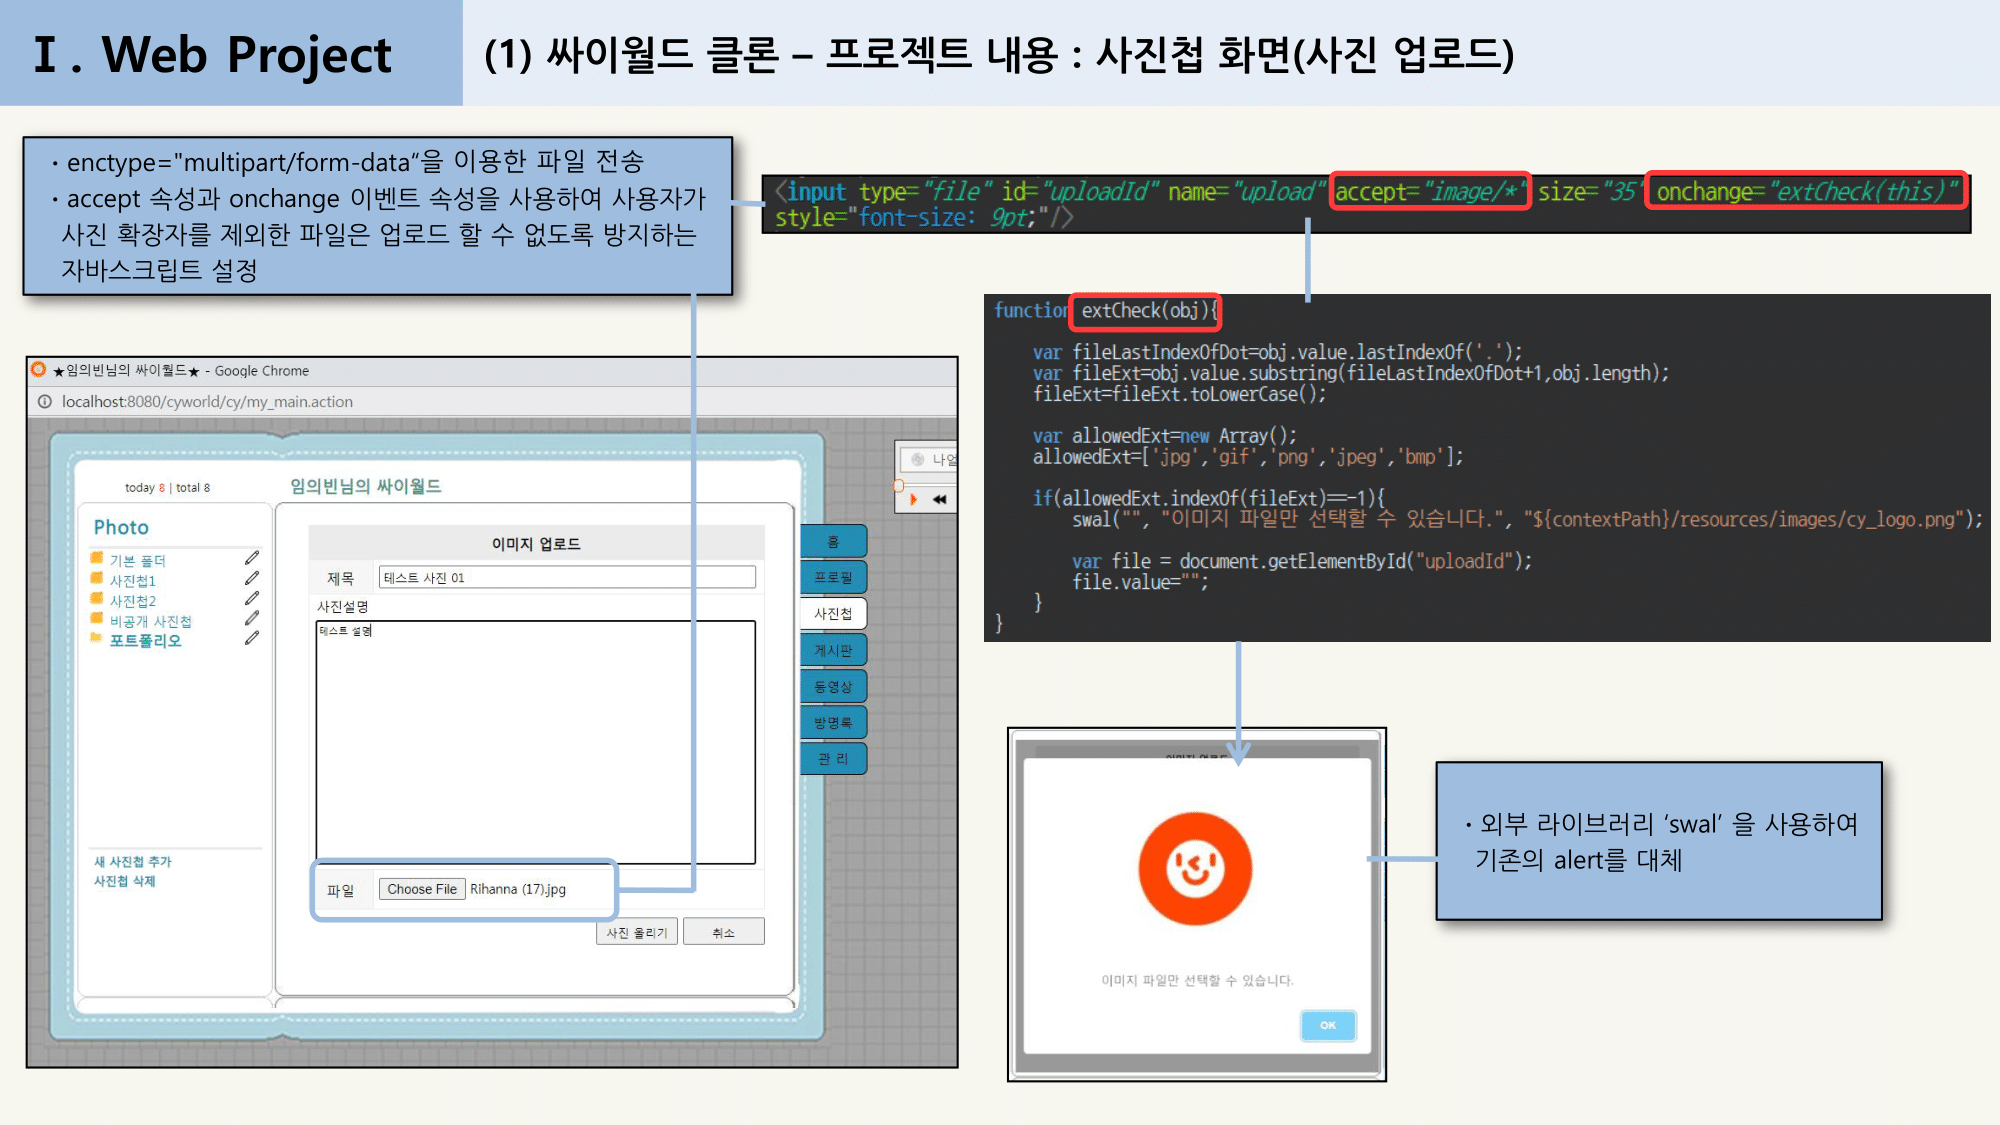 I. Web Project
(1) 싸이월드 클론 – 프로젝트 내용 : 사진첩 화면(사진 업로드)
· enctype="multipart/form-data“을 이용한 파일 전송
· accept 속성과 onchange 이벤트 속성을 사용하여 사용자가
사진 확장자를 제외한 파일은 업로드 할 수 없도록 방지하는
자바스크립트 설정
<input type="file" id="uploadId" name="upload" accept="image/*" size="35" onchange="extCheck(this)"
style="font-size: 9pt;"/>
function extCheck(obj){
var fileLastIndexOfDot=obj.value.lastIndexOf('.');
var fileExt=obj.value.substring(fileLastIndexOfDot+1,obj.length);
fileExt=fileExt.toLowerCase();
var allowedExt=new Array();
allowedExt=['jpg','gif','png','jpeg','bmp'];
if(allowedExt.indexOf(fileExt)==-1){
swal("", "이미지 파일만 선택할 수 있습니다.", "${contextPath}/resources/images/cy_logo.png");
var file = document.getElementById("uploadId");
file.value="";
}
}
★임의빈님의 싸이월드★ - Google Chrome
localhost:8080/cyworld/cy/my_main.action
today 8 | total 8
임의빈님의 싸이월드
나얼
Photo
기본 폴더
사진첩1
사진첩2
비공개 사진첩
포트폴리오
새 사진첩 추가
사진첩 삭제
이미지 업로드
제목
테스트 사진 01
사진설명
테스트 설명
파일
Choose File
Rihanna (17).jpg
사진 올리기
취소
홈
프로필
사진첩
게시판
동영상
방명록
관 리
이미지 업로드
이미지 파일만 선택할 수 있습니다.
OK
· 외부 라이브러리 ‘swal’ 을 사용하여
기존의 alert를 대체